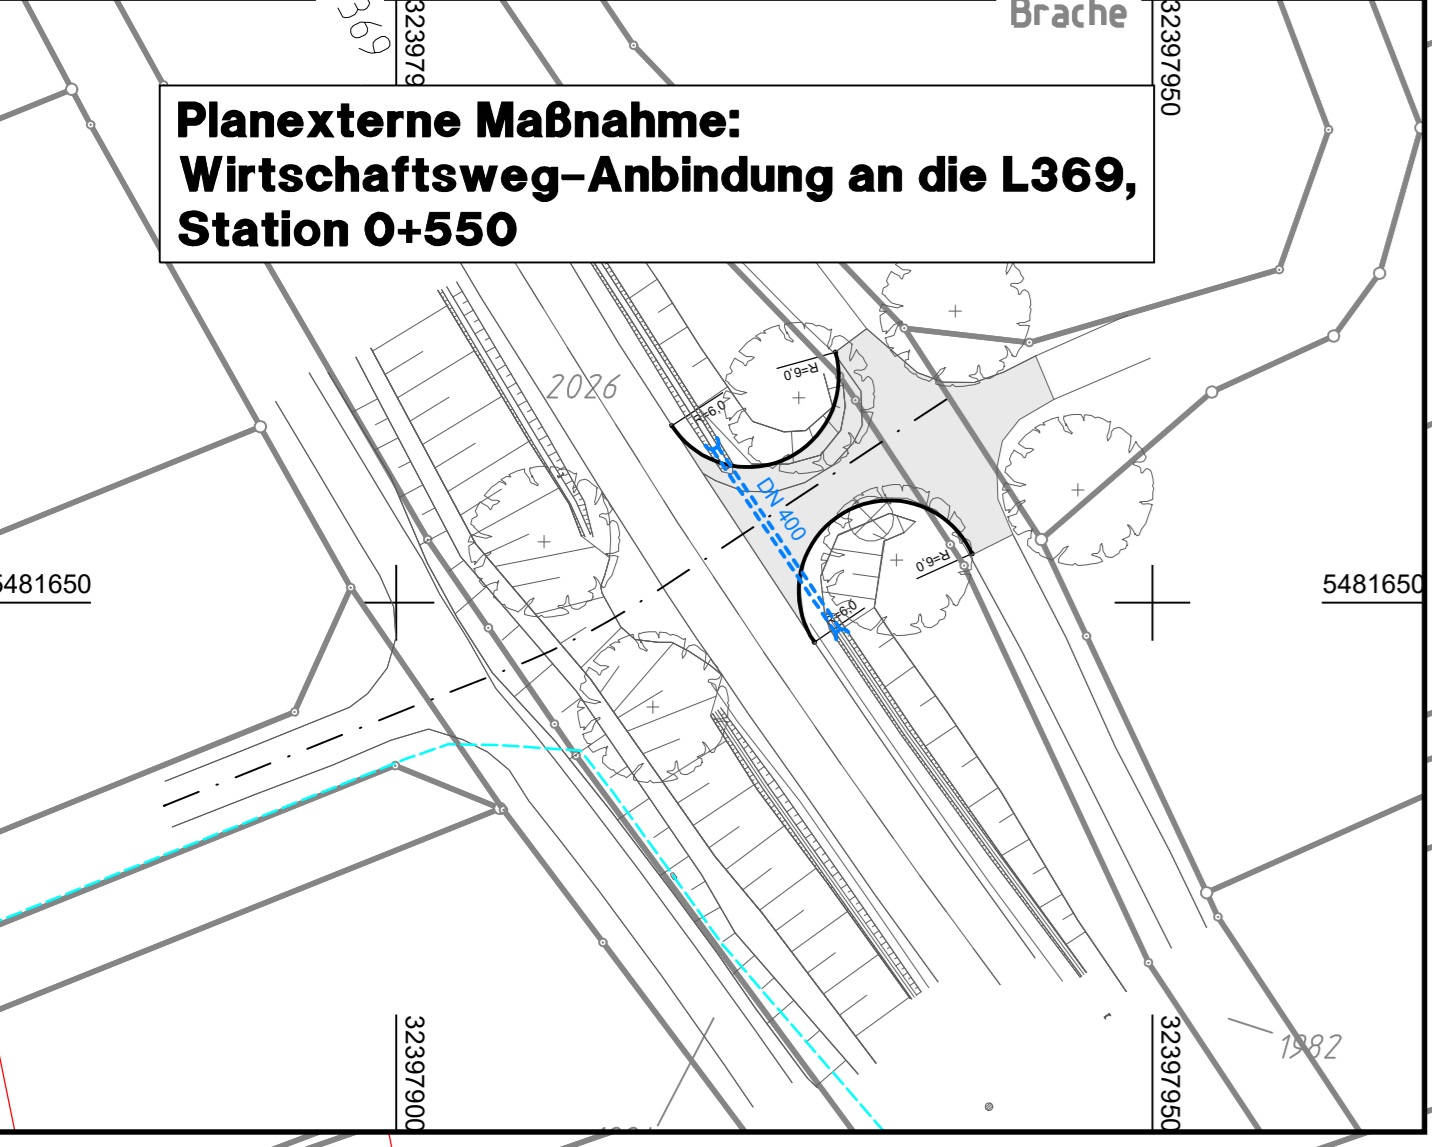 369
323979
Brache
32397950
Planexterne Maßnahme:
Wirtschaftsweg-Anbindung an die L369,
Station 0+550
2026
R=6,0
=6,0
DN 400
R=6,0
=6,0
5481650
5481650
32397900
32397950
1982